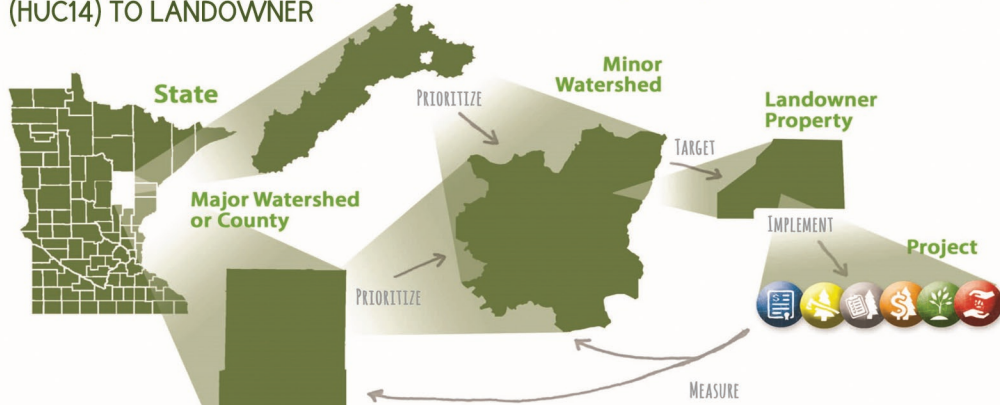 (HUC14) TO LANDOWNER
State
PRIORITIZE
Minor
Watershed
Landowner
Property
TARGET
Major Watershed
or County
IMPLEMENT
Project
PRIORITIZE
MEASURE